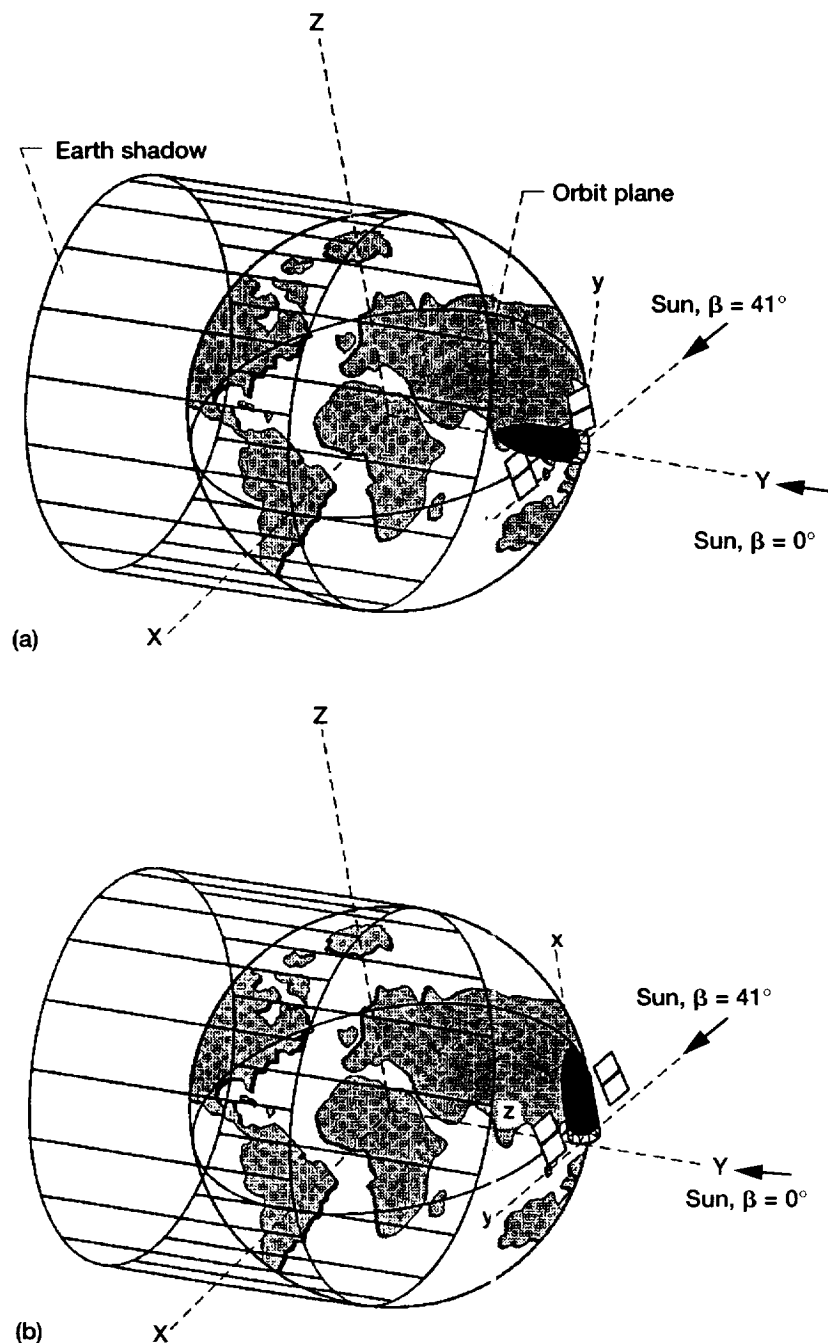 Z
Earth shadow
Orbit plane
y
Sun, β = 41°
Y
Sun, β = 0°
X
(a)
Z
x
Sun, β = 41°
z
Y
Sun, β = 0°
y
X
(b)